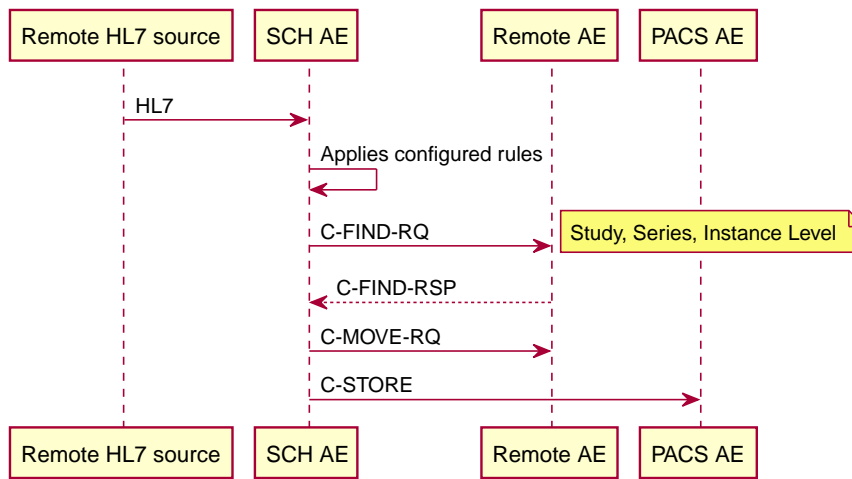 Remote HL7 source
SCH AE
Remote AE
PACS AE
HL7
Applies configured rules
C-FIND-RQ
Study, Series, Instance Level
C-FIND-RSP
C-MOVE-RQ
C-STORE
Remote HL7 source
SCH AE
Remote AE
PACS AE